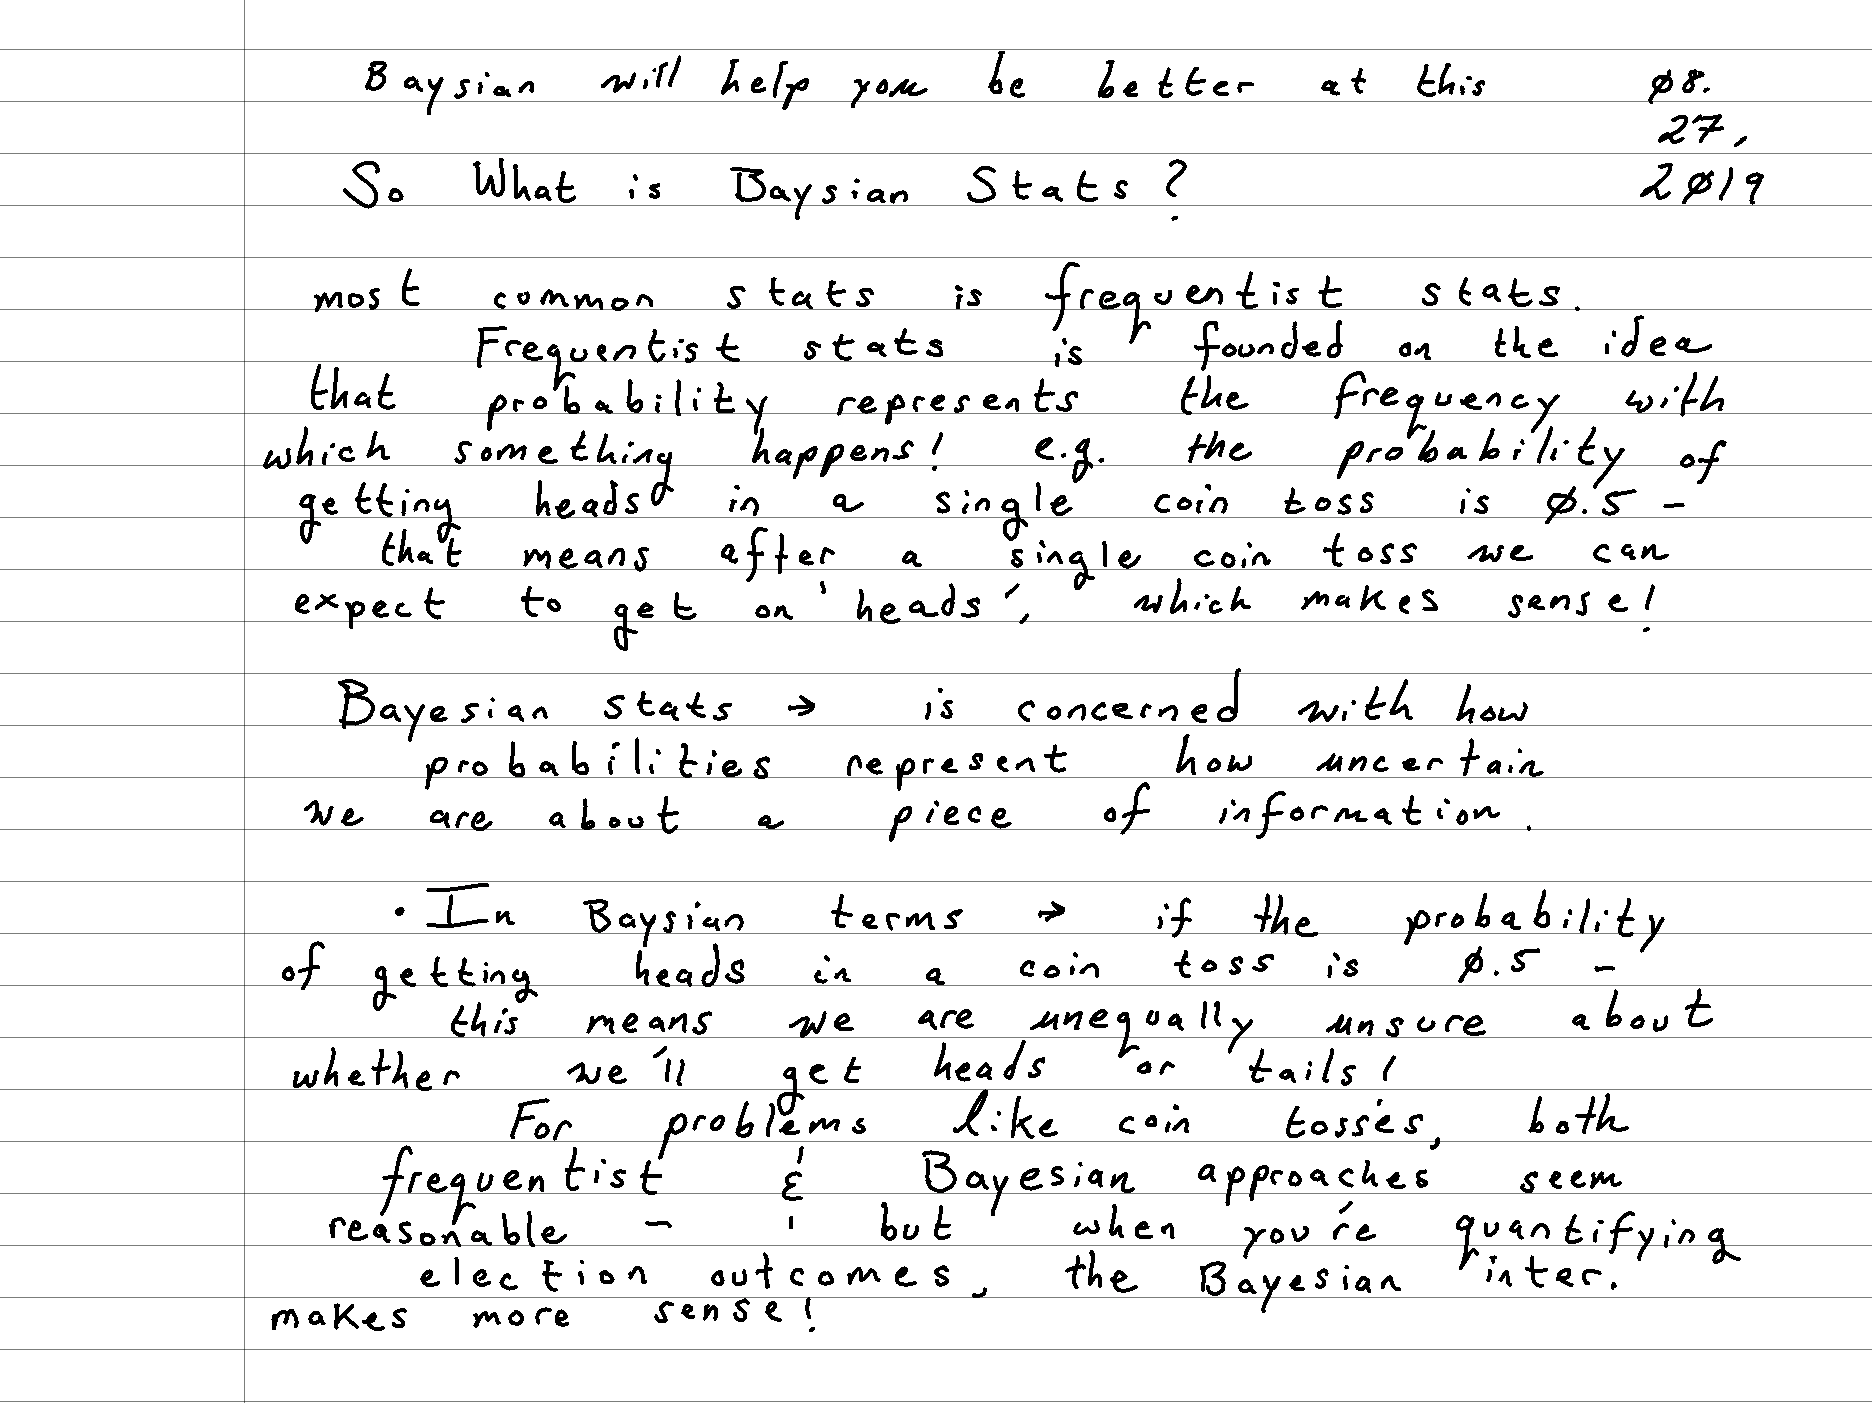 Baysian will help you be better at this
08.
27,
2019
So What is Baysian Stats?
most common stats is frequentist stats.
Frequentist stats is founded on the idea
that probability represents the frequency with
which something happens! e.g. the probability of
getting heads in a single coin toss is 0.5 -
that means after a single coin toss we can
expect to get on 'heads', which makes sense!
Bayesian stats → is concerned with how
probabilities represent how uncertain
we are about a piece of information.
• In Baysian terms → if the probability
of getting heads in a coin toss is 0.5 -
this means we are unequally unsure about
whether we'll get heads or tails!
For problems like coin tosses, both
frequentist & Bayesian approaches seem
reasonable - but when you're quantifying
election outcomes, the Bayesian inter.
makes more sense!